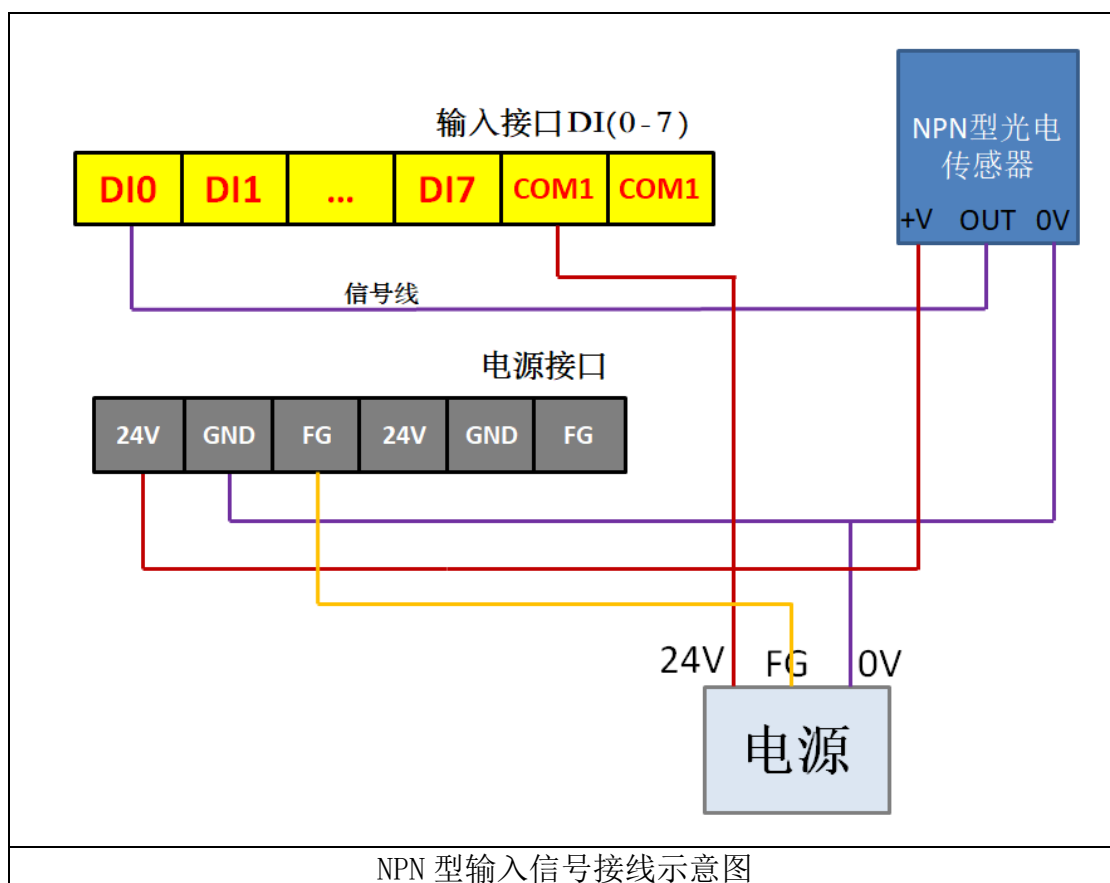 输入接口DI(0-7)
DI0 DI1 ... DI7 COM1 COM1
NPN型光电
传感器
+V OUT 0V
信号线
电源接口
24V GND FG 24V GND FG
24V FG 0V
电源
NPN 型输入信号接线示意图